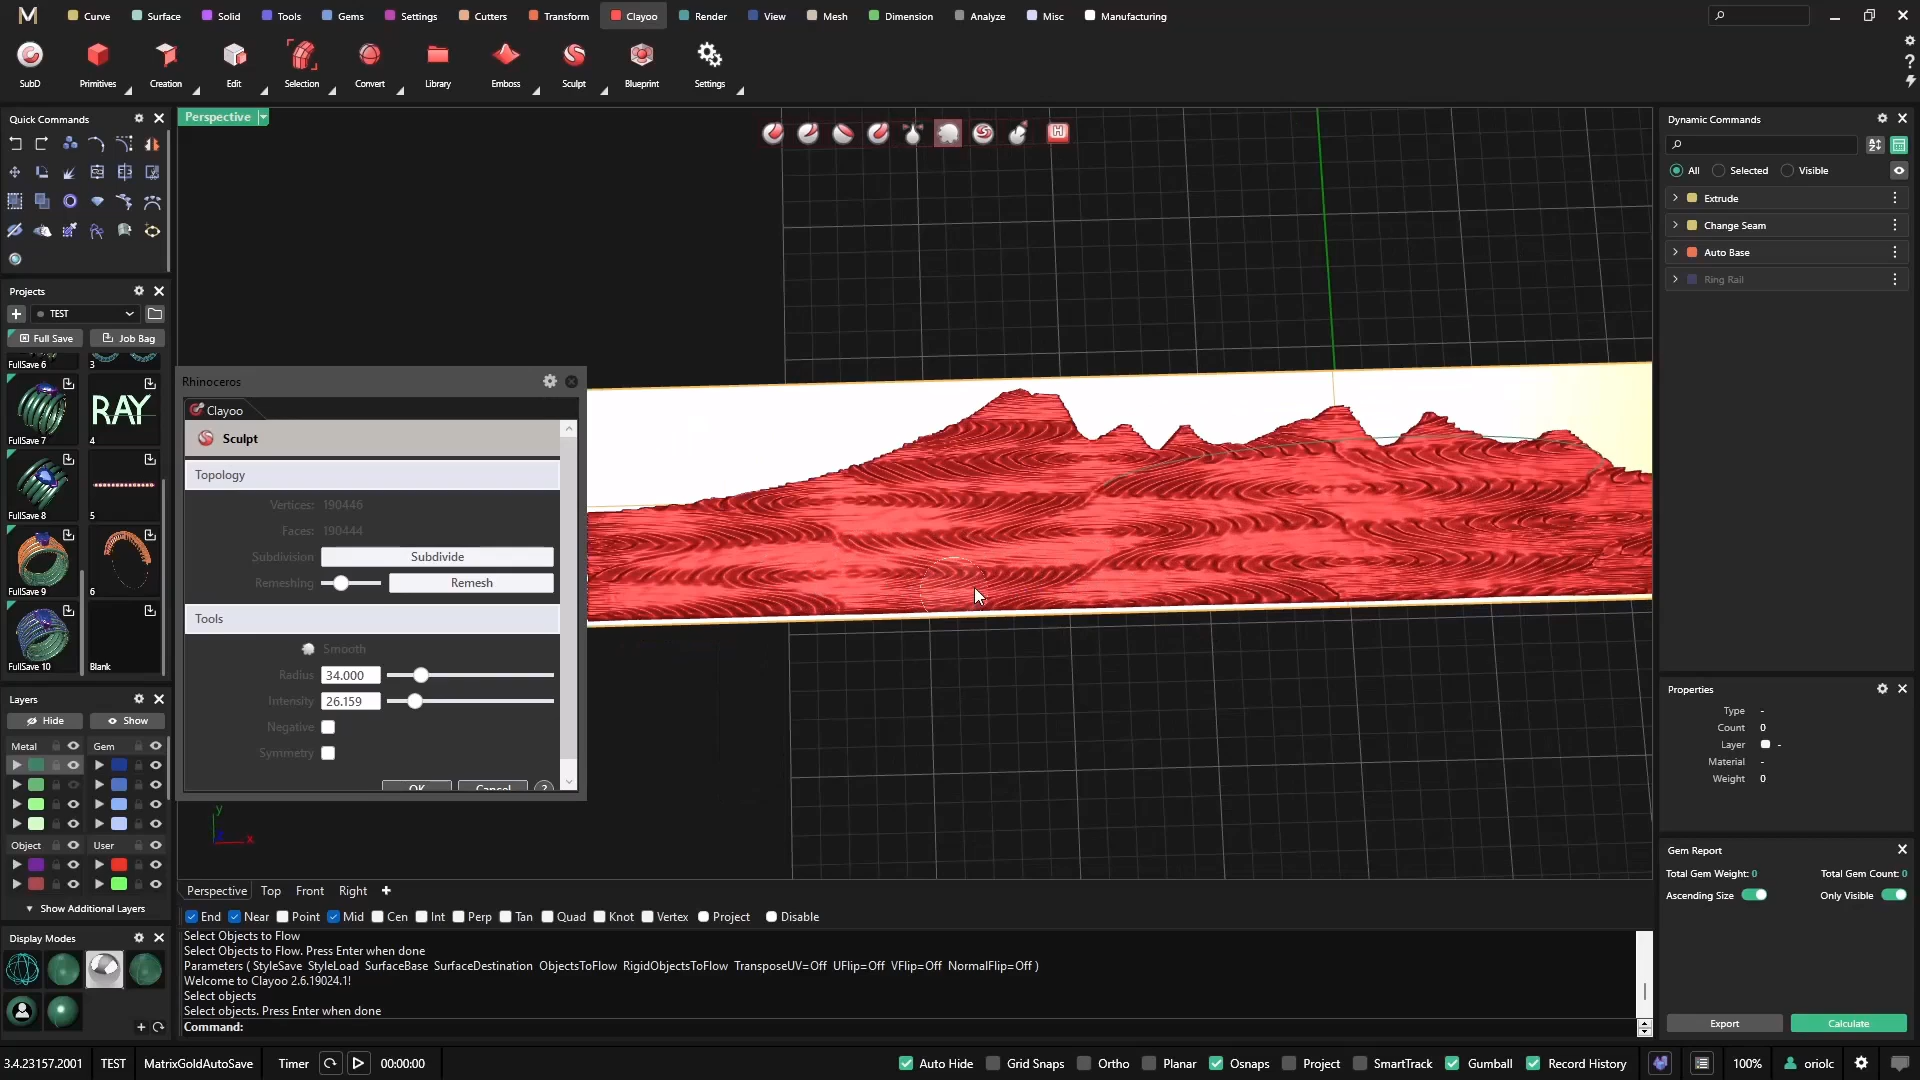 Curve Surface Solid Tools Gems Settings Cutters Transform Clayoo Render View Mesh Dimension Analyze Misc Manufacturing
SubD Primitives Creation Edit Selection Convert Library Emboss Sculpt Blueprint Settings
Quick Commands
Perspective
Projects
TEST
Full Save Job Bag
FullSave 6 3
RAY
FullSave 7 4
FullSave 8 5
FullSave 9 6
FullSave 10 Blank
Layers
Hide Show
Metal Gem
Object User
Show Additional Layers
Display Modes
Rhinoceros
Clayoo
Sculpt
Topology
Vertices: 190446
Faces: 190444
Subdivision Subdivide
Remeshing Remesh
Tools
Smooth
Radius 34.000
Intensity 26.159
Negative
Symmetry
OK Cancel ?
y
x
Perspective Top Front Right
End Near Point Mid Cen Int Perp Tan Quad Knot Vertex Project Disable
Select Objects to Flow
Select Objects to Flow. Press Enter when done
Parameters ( StyleSave StyleLoad SurfaceBase SurfaceDestination ObjectsToFlow RigidObjectsToFlow TransposeUV=Off UFlip=Off VFlip=Off NormalFlip=Off )
Welcome to Clayoo 2.6.19024.1!
Select objects
Select objects. Press Enter when done
Command:
Dynamic Commands
All Selected Visible
Extrude
Change Seam
Auto Base
Ring Rail
Properties
Type -
Count 0
Layer -
Material -
Weight 0
Gem Report
Total Gem Weight: 0 Total Gem Count: 0
Ascending Size Only Visible
Export Calculate
3.4.23157.2001 TEST MatrixGoldAutoSave Timer 00:00:00 Auto Hide Grid Snaps Ortho Planar Osnaps Project SmartTrack Gumball Record History 100% oriolc